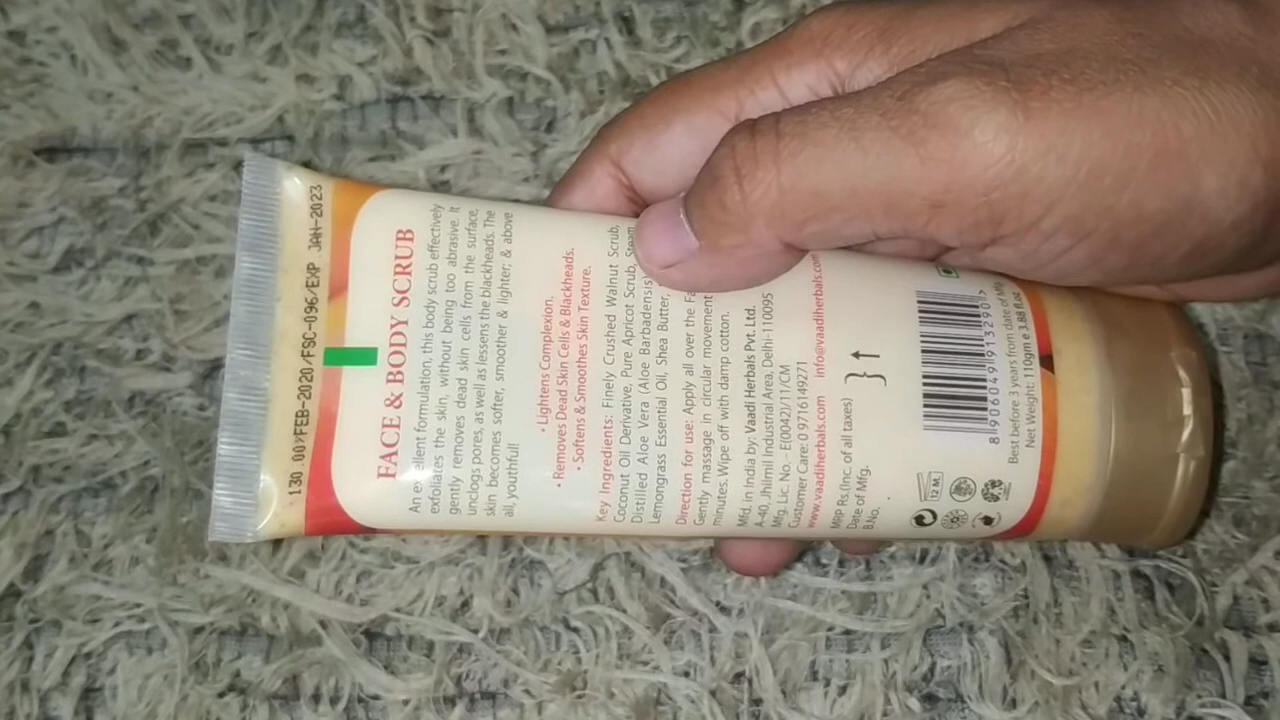 130.00/FEB-2020/FSC-096/EXP JAN-2023
FACE & BODY SCRUB
An excellent formulation, this body scrub effectively
exfoliates the skin, without being too abrasive. It
gently removes dead skin cells from the surface,
unclogs pores, as well as lessens the blackheads. The
skin becomes softer, smoother & lighter; & above
all, youthful!
• Lightens Complexion.
• Removes Dead Skin Cells & Blackheads.
• Softens & Smoothes Skin Texture.
Key Ingredients: Finely Crushed Walnut Scrub,
Coconut Oil Derivative, Pure Apricot Scrub, Steam
Distilled Aloe Vera (Aloe Barbadensis
Lemongrass Essential Oil, Shea Butter,
Direction for use: Apply all over the
Gently massage in circular movement
minutes. Wipe off with damp cotton.
Mfd. in India by: Vaadi Herbals Pvt. Ltd.
A-40, Jhilmil Industrial Area, Delhi-110095
Mfg. Lic. No.- E(0042)/11/CM
Customer Care: 0 9716149271
www.vaadiherbals.com info@vaadiherbals.com
MRP Rs.(Inc. of all taxes)
Date of Mfg. } ↑
B.No.
12 M
8906049913290
Best before 3 years from date of Mfg.
Net Weight: 110gm e 3.88 fl.oz